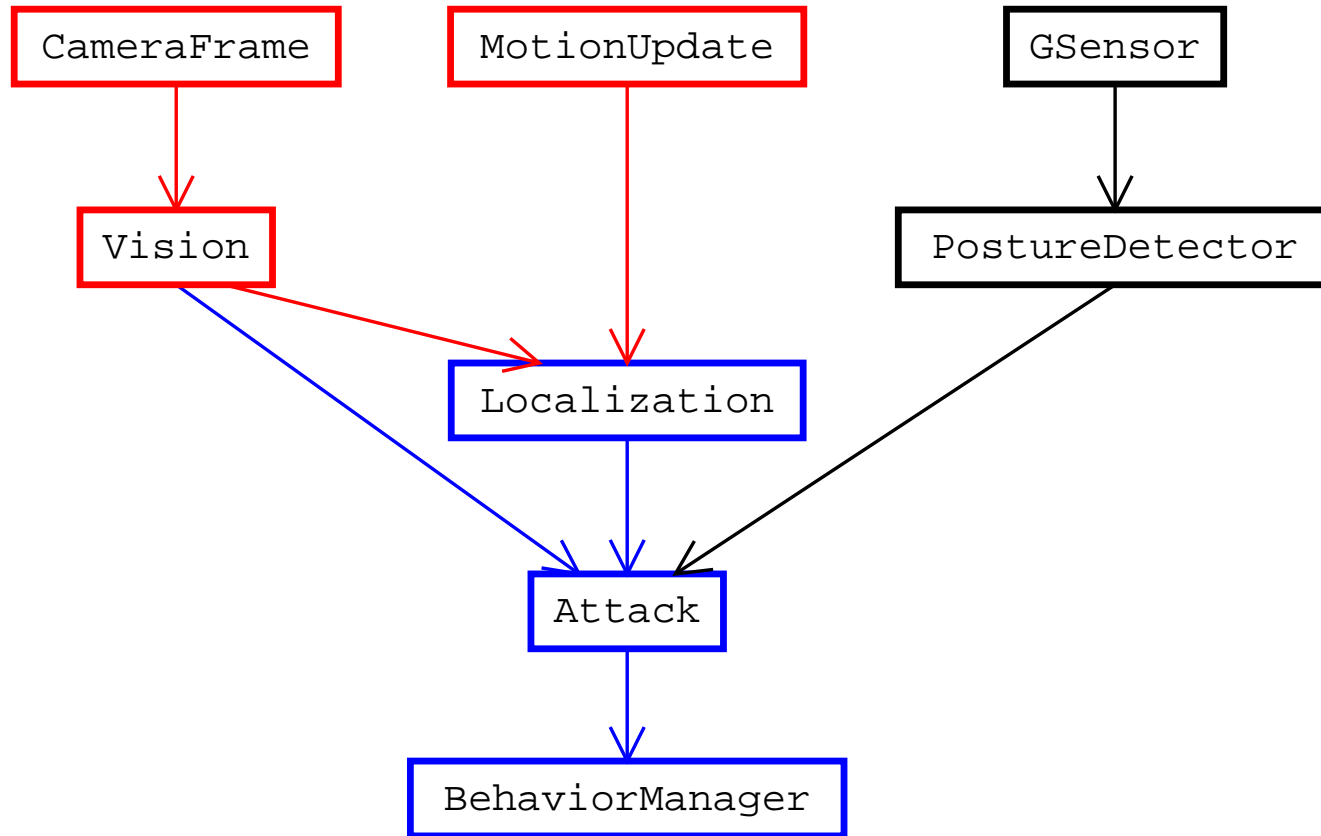 CameraFrame
MotionUpdate
GSensor
Vision
PostureDetector
Localization
Attack
BehaviorManager